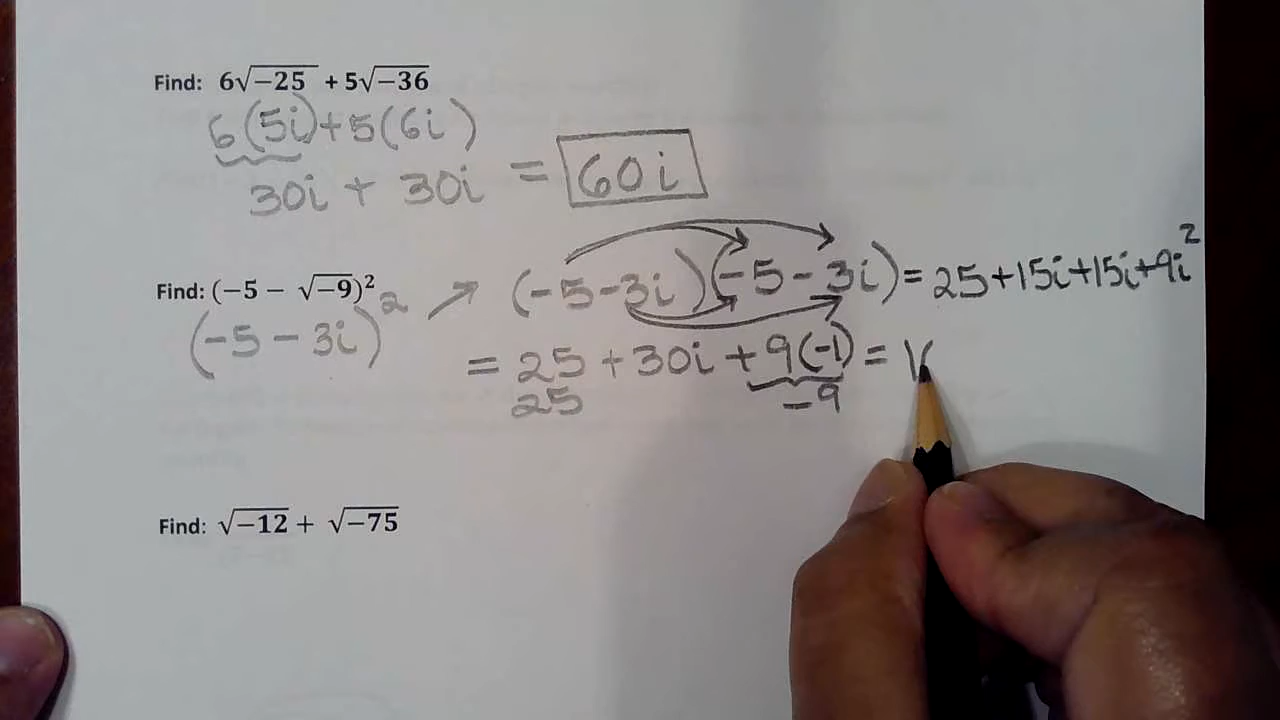 Find: 6√−25 + 5√−36
6(5i)+5(6i)
30i + 30i = 60i
Find: (−5 − √−9)²
(-5-3i)² ↗ (-5-3i)(-5-3i)=25+15i+15i+9i²
= 25 + 30i + 9(-1) =
25 -9
Find: √−12 + √−75